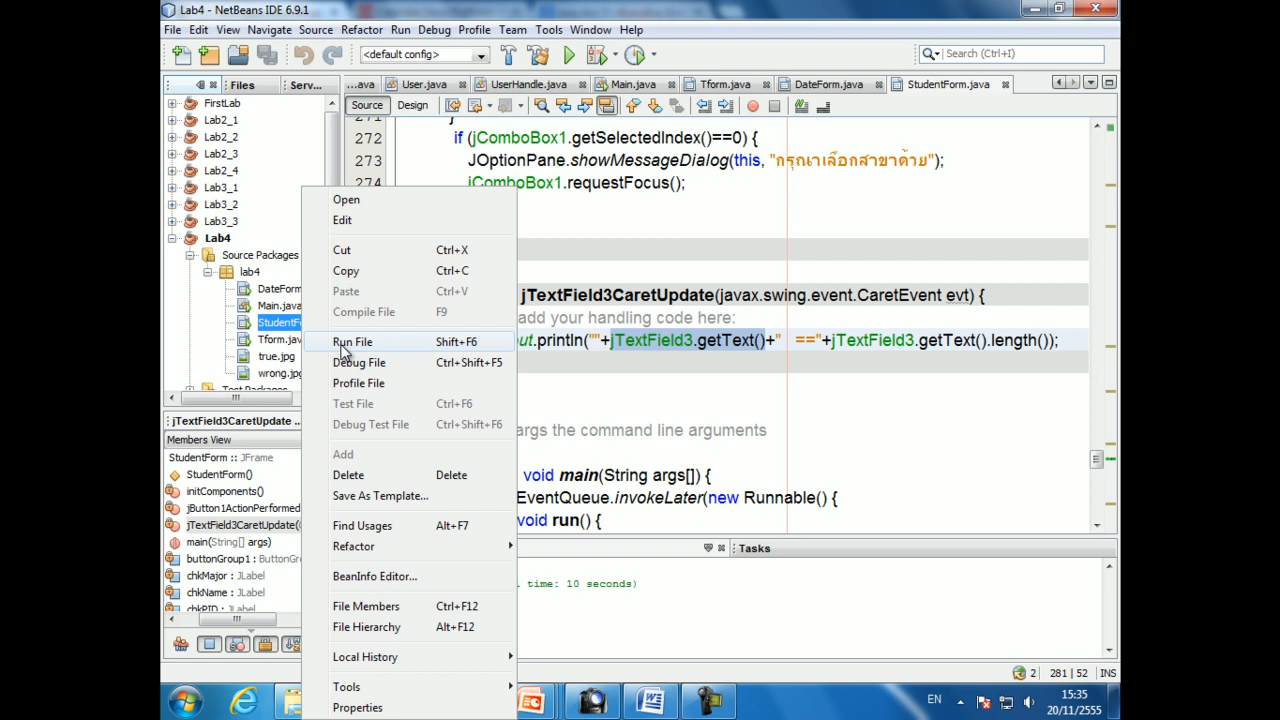 Lab4 - NetBeans IDE 6.9.1
File Edit View Navigate Source Refactor Run Debug Profile Team Tools Window Help
<default config>
Search (Ctrl+I)
Files Serv...
...ava User.java UserHandle.java Main.java Tform.java DateForm.java StudentForm.java
Source Design
FirstLab
Lab2_1
Lab2_2
Lab2_3
Lab2_4
Lab3_1
Lab3_2
Lab3_3
Lab4
Source Packages
lab4
DateForm
Main.java
StudentFo
Tform.jav
true.jpg
wrong.jpg
Test Packages
271 }
272 if (jComboBox1.getSelectedIndex()==0) {
273 JOptionPane.showMessageDialog(this, "กรุณาเลือกสาขาด้วย");
274 jComboBox1.requestFocus();
jTextField3CaretUpdate(javax.swing.event.CaretEvent evt) {
add your handling code here:
out.println(""+jTextField3.getText()+" =="+jTextField3.getText().length());
args the command line arguments
void main(String args[]) {
EventQueue.invokeLater(new Runnable() {
void run() {
Open
Edit
Cut Ctrl+X
Copy Ctrl+C
Paste Ctrl+V
Compile File F9
Run File Shift+F6
Debug File Ctrl+Shift+F5
Profile File
Test File Ctrl+F6
Debug Test File Ctrl+Shift+F6
Add
Delete Delete
Save As Template...
Find Usages Alt+F7
Refactor
BeanInfo Editor...
File Members Ctrl+F12
File Hierarchy Alt+F12
Local History
Tools
Properties
jTextField3CaretUpdate ...
Members View
StudentForm :: JFrame
StudentForm()
initComponents()
jButton1ActionPerformed
jTextField3CaretUpdate(
main(String[] args)
buttonGroup1 : ButtonGr
chkMajor : JLabel
chkName : JLabel
chkPID : JLabel
Tasks
l time: 10 seconds)
2 281 | 52 INS
EN
15:35
20/11/2555